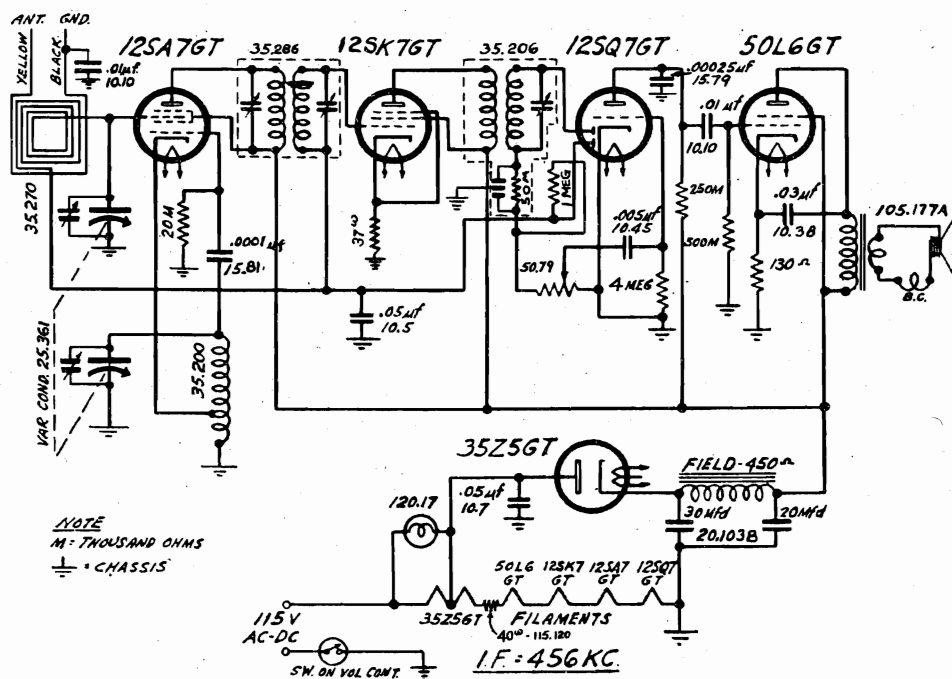 ANT. GND.
YELLOW
BLACK
.01µf.
10.10
12SA7GT
35.286
12SK7GT
35.206
12SQ7GT
.00025µf
15.79
50L6GT
.01µf
10.10
35.270
20M
.0001µf
15.81.
37ω
50M
1 MEG
.005µf
10.45
250M
500M
.03µf
10.38
130Ω
105.177A
B.C.
50.79
4 MEG
.05µf
10.5
VAR. COND. 25.361
35.200
35Z5GT
FIELD-450Ω
.05µf
10.7
30Mfd
20Mfd
20.103B
120.17
NOTE
M = THOUSAND OHMS
= CHASSIS
50L6 GT
12SK7 GT
12SA7 GT
12SQ7 GT
115V
AC-DC
35Z5GT
FILAMENTS
40ω - 115.120
SW. ON VOL CONT.
I.F. = 456 KC.